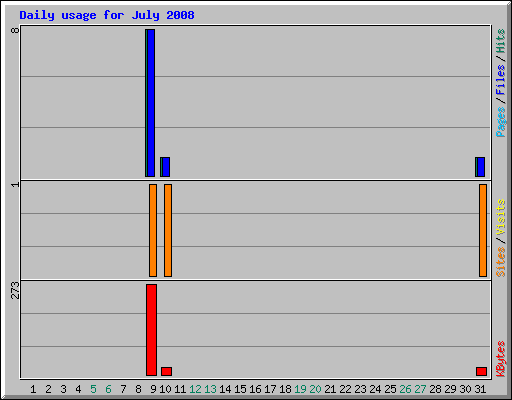 Daily usage for July 2008
8
Pages / Files / Hits
1
Sites / Visits
273
KBytes
1 2 3 4 5 6 7 8 9 10 11 12 13 14 15 16 17 18 19 20 21 22 23 24 25 26 27 28 29 30 31